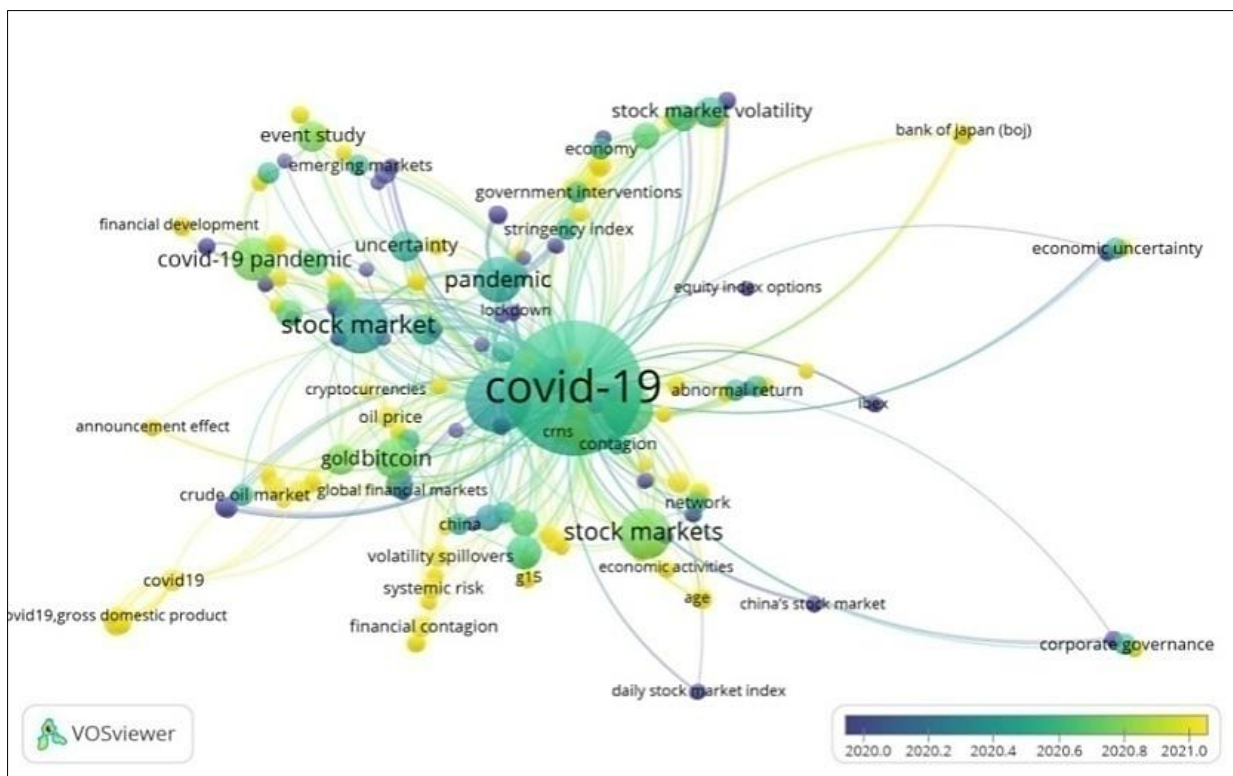 stock market volatility
event study
bank of japan (boj)
economy
emerging markets
government interventions
financial development
stringency index
uncertainty
economic uncertainty
covid-19 pandemic
pandemic
equity index options
lockdown
stock market
covid-19
cryptocurrencies
abnormal return
ibex
oil price
announcement effect
crns
contagion
gold
bitcoin
crude oil market
global financial markets
network
china
stock markets
volatility spillovers
economic activities
g15
covid19
systemic risk
age
china's stock market
ovid19,gross domestic product
financial contagion
corporate governance
daily stock market index
VOSviewer
2020.0 2020.2 2020.4 2020.6 2020.8 2021.0